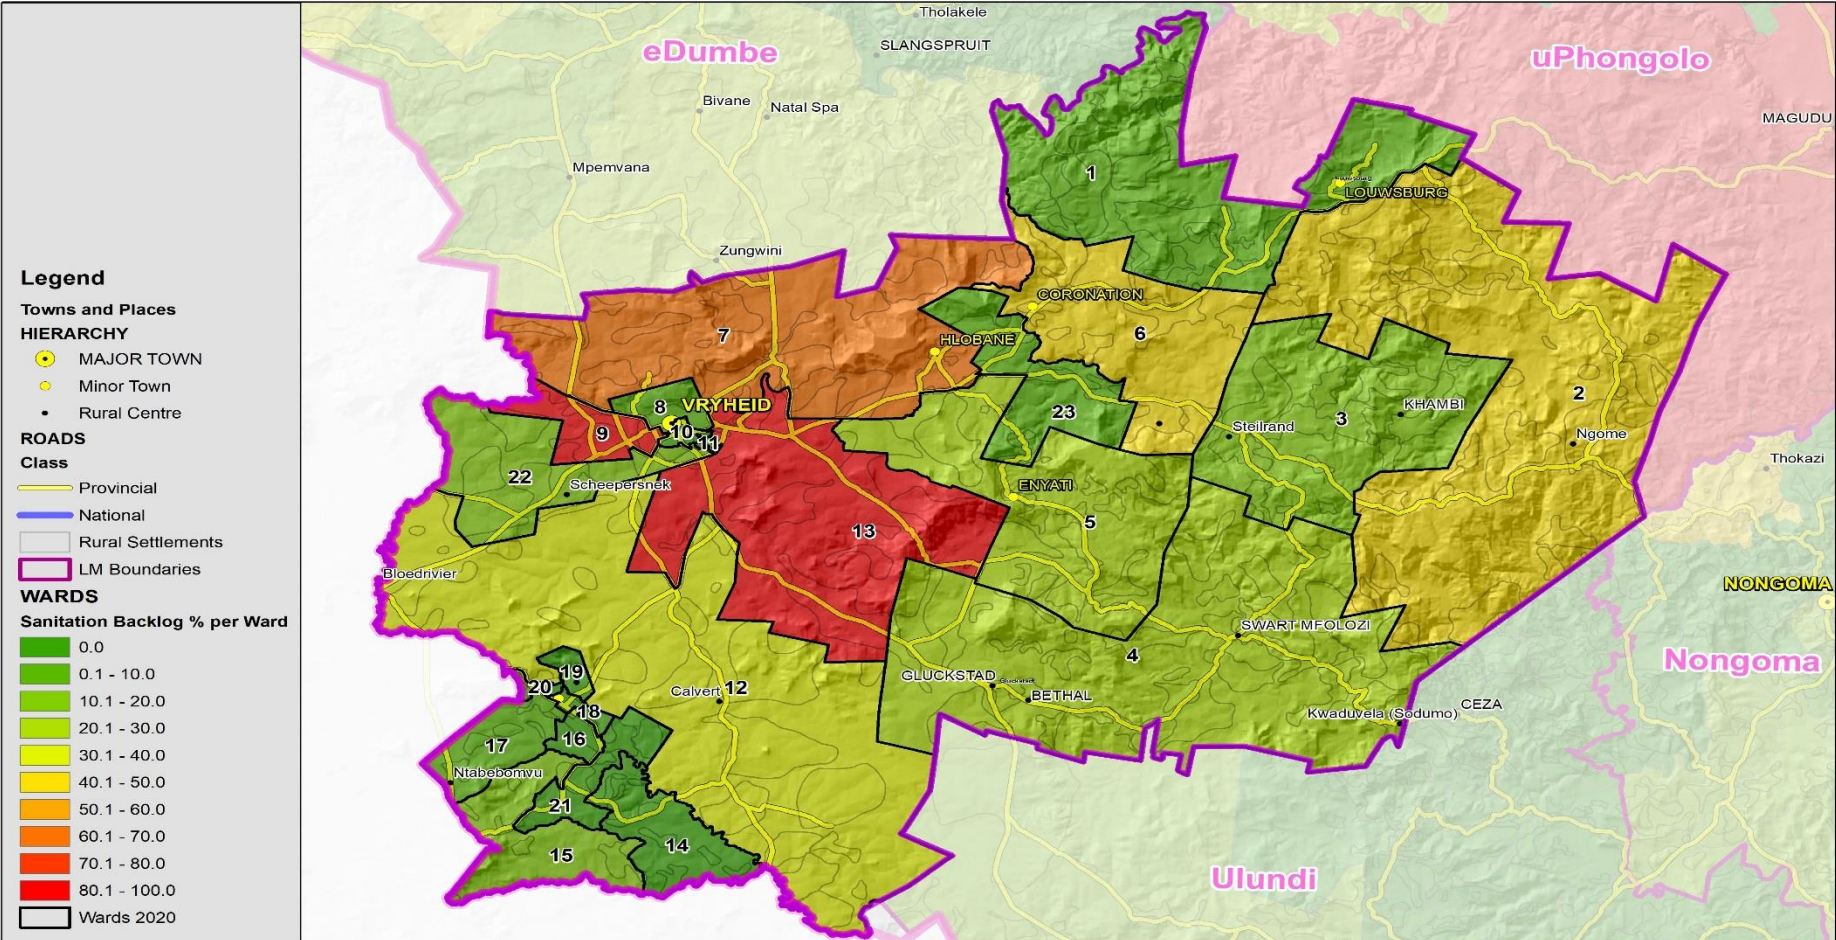 Legend
Towns and Places
HIERARCHY
MAJOR TOWN
Minor Town
Rural Centre
ROADS
Class
Provincial
National
Rural Settlements
LM Boundaries
WARDS
Sanitation Backlog % per Ward
0.0
0.1 - 10.0
10.1 - 20.0
20.1 - 30.0
30.1 - 40.0
40.1 - 50.0
50.1 - 60.0
60.1 - 70.0
70.1 - 80.0
80.1 - 100.0
Wards 2020
Tholakele
SLANGSPRUIT
eDumbe
uPhongolo
Bivane
Natal Spa
MAGUDU
Mpemvana
1
LOUWSBURG
Zungwini
CORONATION
7
HLOBANE
6
2
8
VRYHEID
23
3
KHAMBI
9
10
11
Steilrand
Ngome
Thokazi
22
Scheepersnek
ENYATI
5
13
Bloedrivier
NONGOMA
SWART MFOLOZI
4
Nongoma
19
20
Calvert
12
GLUCKSTAD
Gluckstadt
BETHAL
CEZA
Kwaduvela (Sodumo)
18
16
17
Ntabebomvu
21
14
15
Ulundi